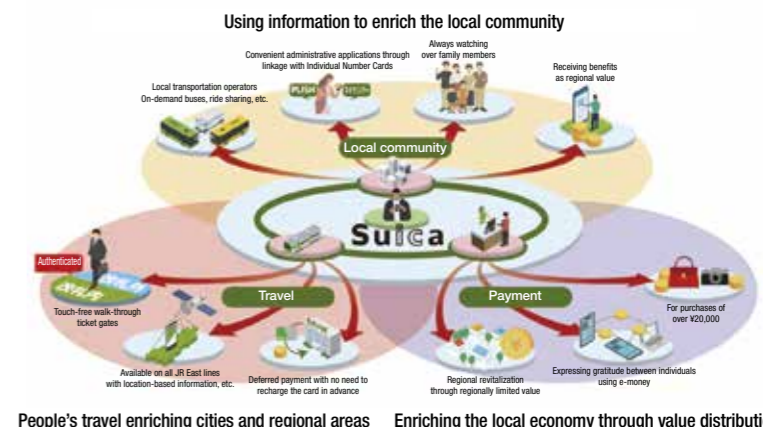 Using information to enrich the local community
Always watching
over family members
Convenient administrative applications through
linkage with Individual Number Cards
Receiving benefits
as regional value
Local transportation operators
On-demand buses, ride sharing, etc.
Local community
Suica
Authenticated
Travel
Payment
Touch-free walk-through
ticket gates
For purchases of
over ¥20,000
Available on all JR East lines
with location-based information, etc.
Deferred payment with no need to
recharge the card in advance
Regional revitalization
through regionally limited value
Expressing gratitude between individuals
using e-money
People's travel enriching cities and regional areas
Enriching the local economy through value distributi